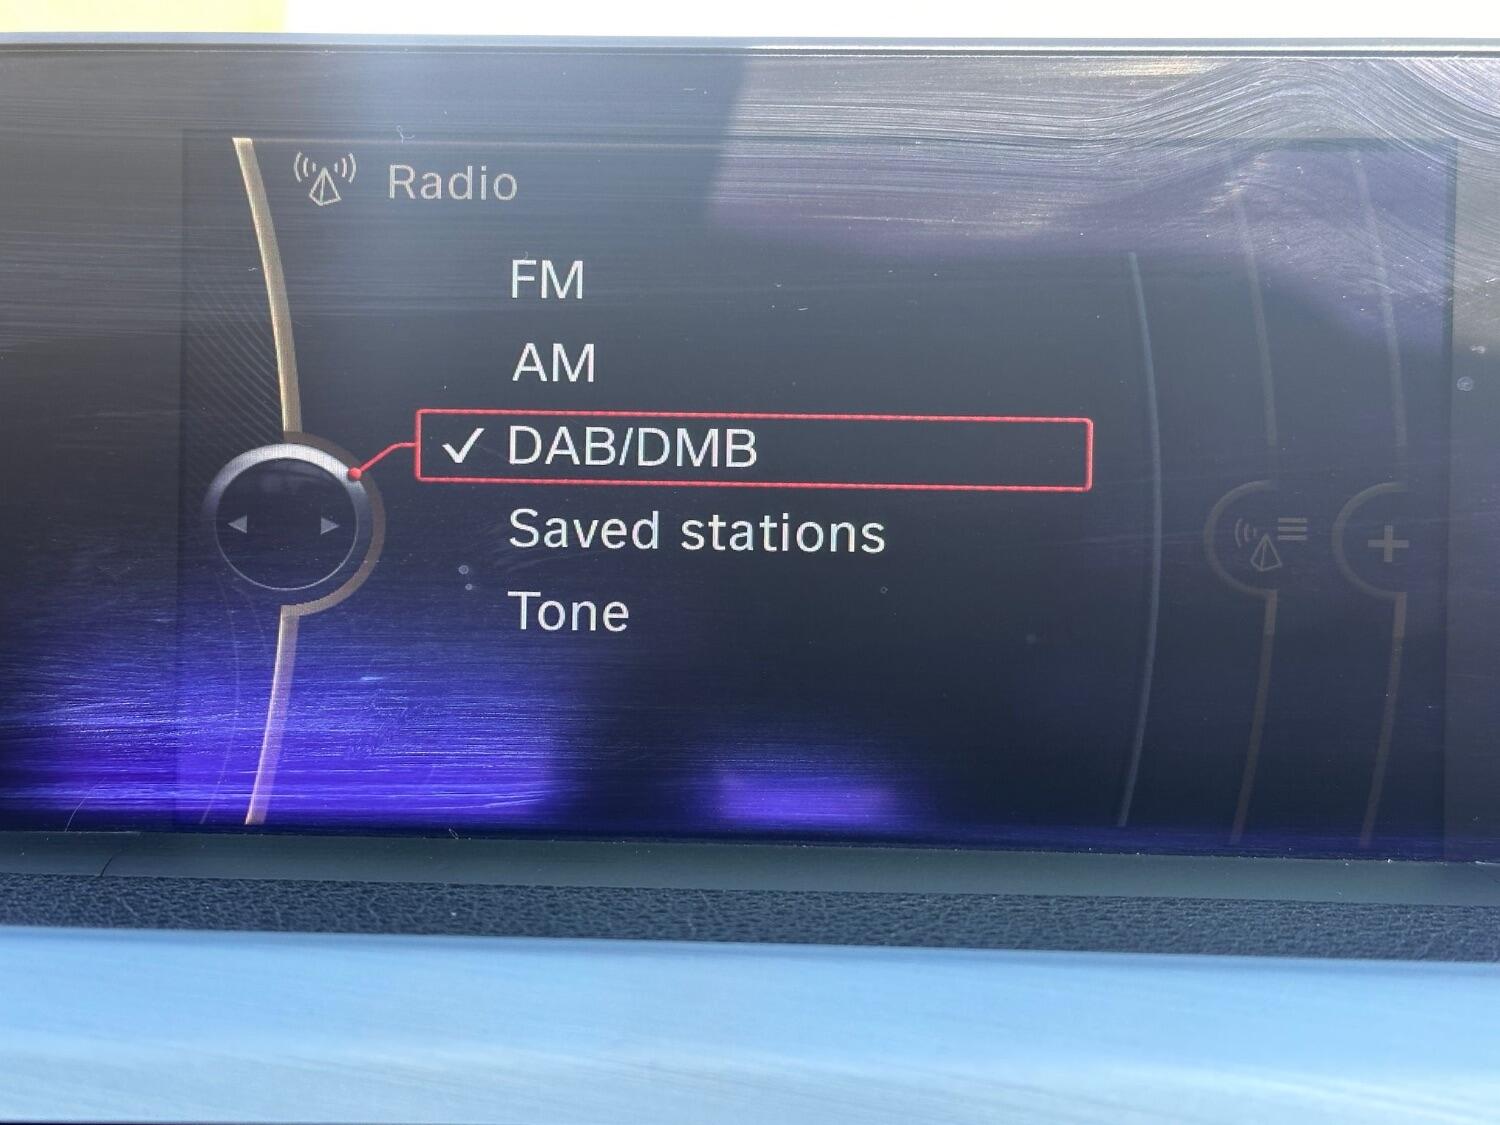 Radio
FM
AM
✓ DAB/DMB
Saved stations
Tone